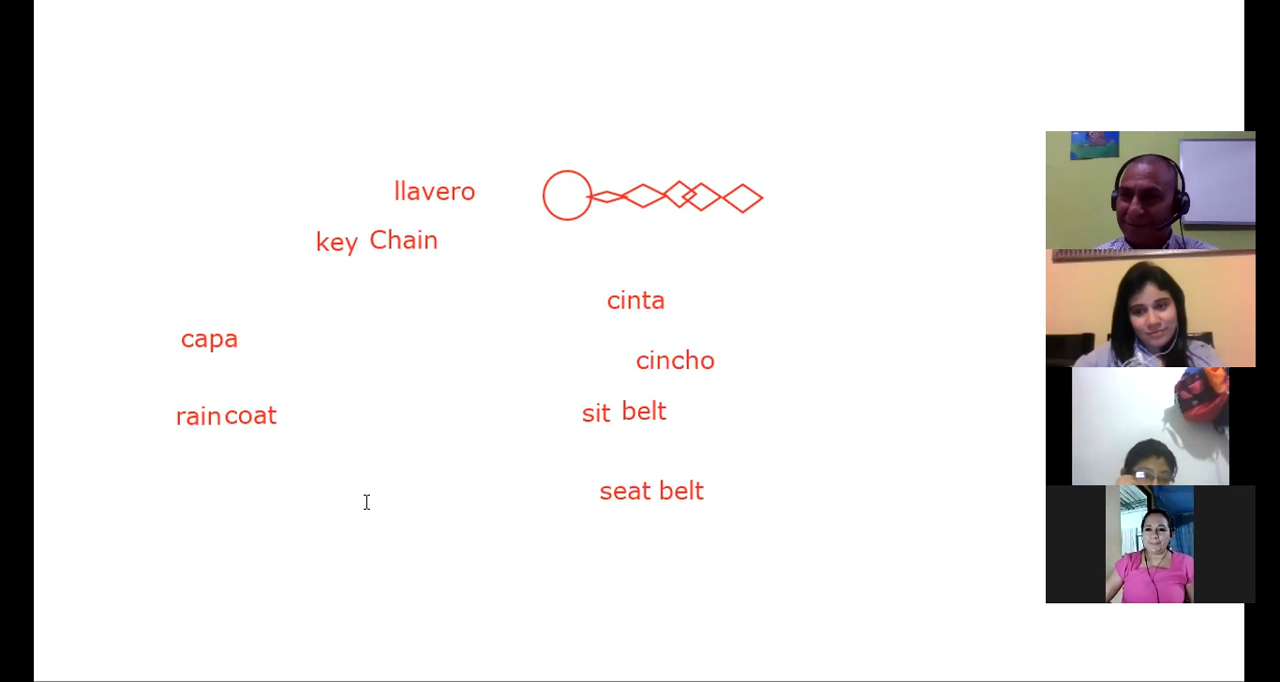 llavero
key Chain
cinta
capa
cincho
sit belt
raincoat
seat belt